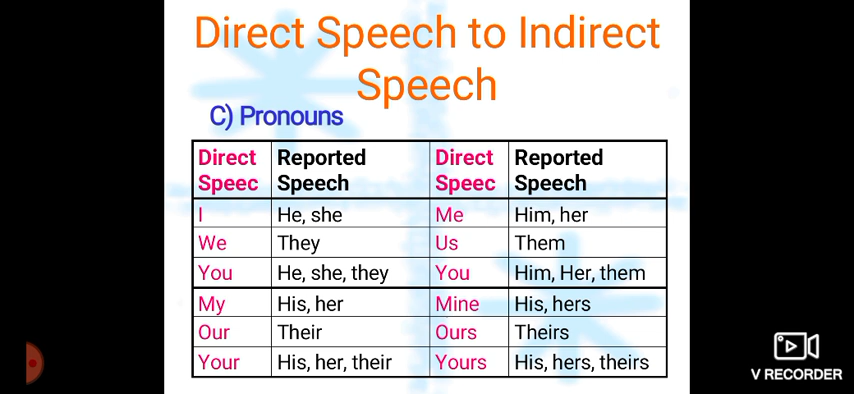 Direct Speech to Indirect
Speech
C) Pronouns
Direct Speec Reported Speech Direct Speec Reported Speech
I He, she Me Him, her
We They Us Them
You He, she, they You Him, Her, them
My His, her Mine His, hers
Our Their Ours Theirs
Your His, her, their Yours His, hers, theirs
V RECORDER